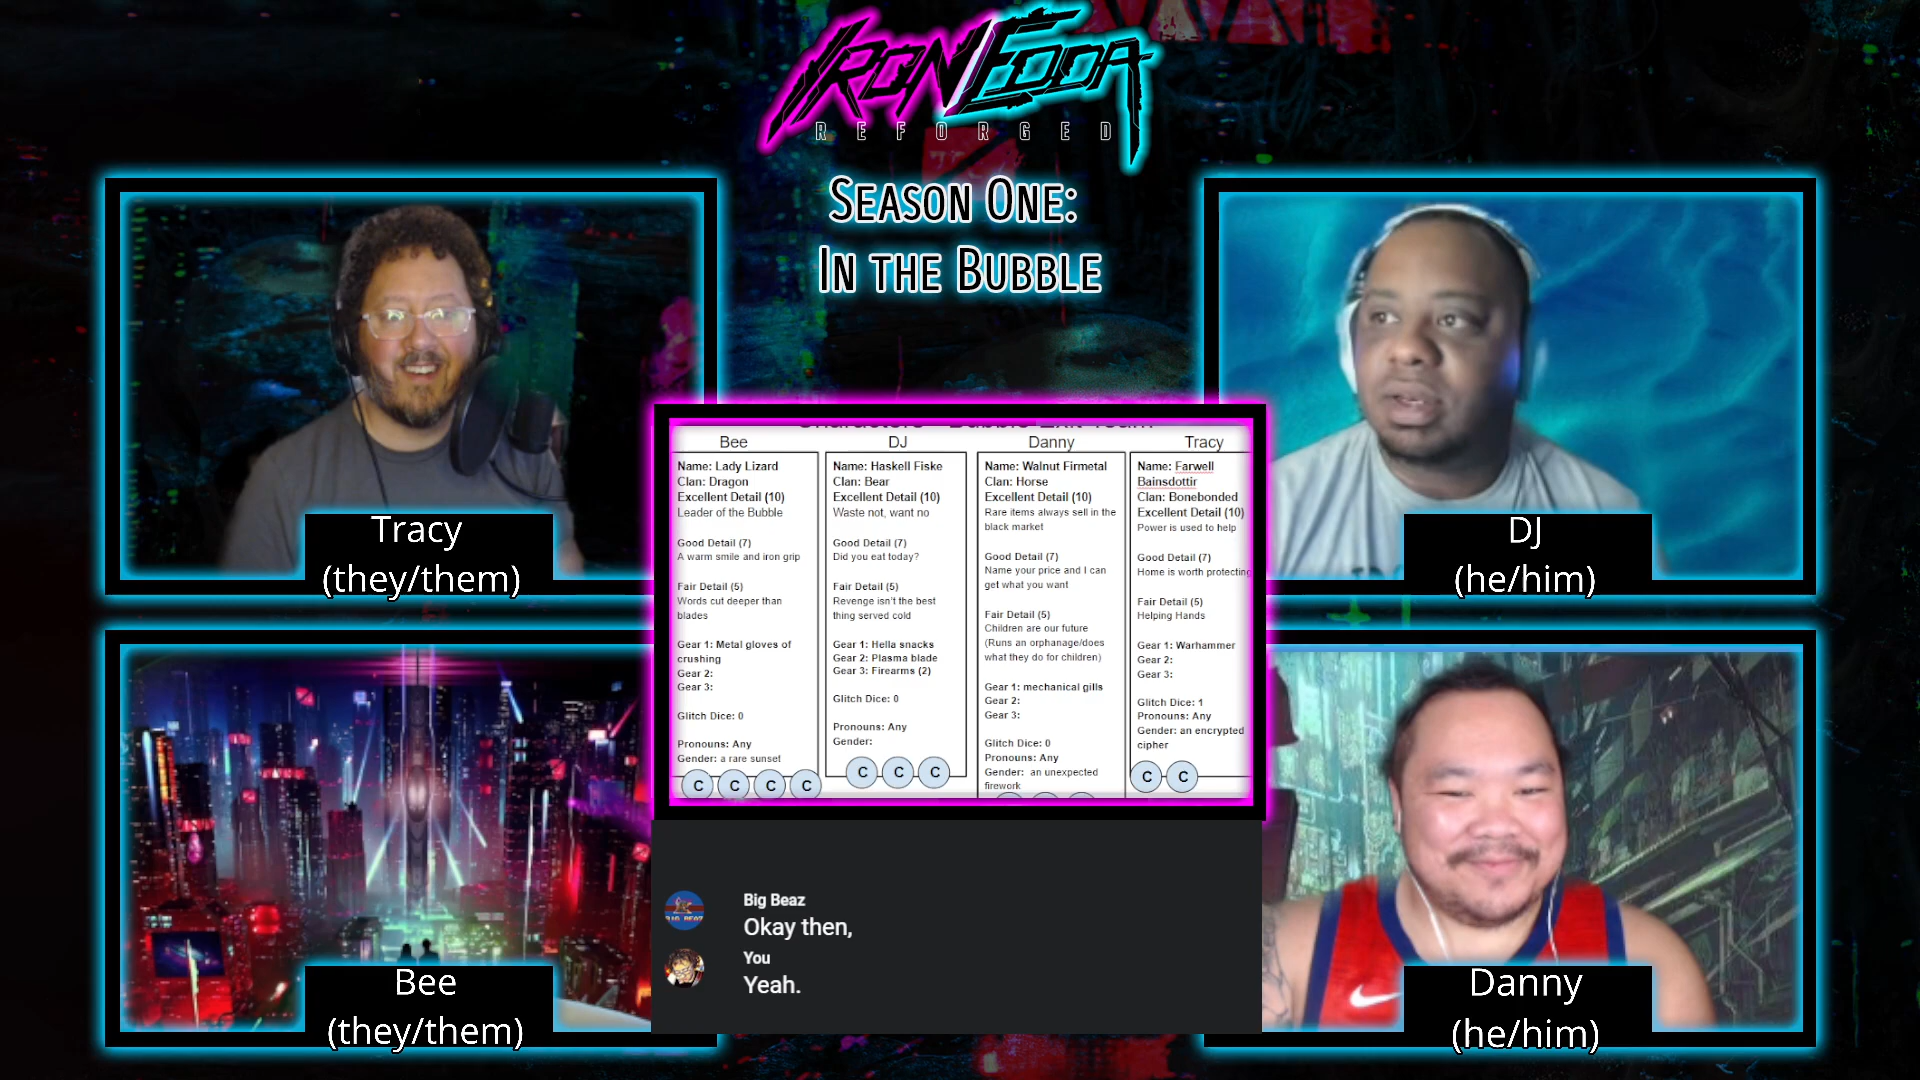 IRON EDDA
REFORGED
SEASON ONE:
IN THE BUBBLE
Tracy
(they/them)
DJ
(he/him)
Bee
(they/them)
Danny
(he/him)
Characters - Bubble Exit Team
Bee
Name: Lady Lizard
Clan: Dragon
Excellent Detail (10)
Leader of the Bubble
Good Detail (7)
A warm smile and iron grip
Fair Detail (5)
Words cut deeper than
blades
Gear 1: Metal gloves of
crushing
Gear 2:
Gear 3:
Glitch Dice: 0
Pronouns: Any
Gender: a rare sunset
C C C C
DJ
Name: Haskell Fiske
Clan: Bear
Excellent Detail (10)
Waste not, want no
Good Detail (7)
Did you eat today?
Fair Detail (5)
Revenge isn't the best
thing served cold
Gear 1: Hella snacks
Gear 2: Plasma blade
Gear 3: Firearms (2)
Glitch Dice: 0
Pronouns: Any
Gender:
C C C
Danny
Name: Walnut Firmetal
Clan: Horse
Excellent Detail (10)
Rare items always sell in the
black market
Good Detail (7)
Name your price and I can
get what you want
Fair Detail (5)
Children are our future
(Runs an orphanage/does
what they do for children)
Gear 1: mechanical gills
Gear 2:
Gear 3:
Glitch Dice: 0
Pronouns: Any
Gender: an unexpected
firework
Tracy
Name: Farwell
Bainsdottir
Clan: Bonebonded
Excellent Detail (10)
Power is used to help
Good Detail (7)
Home is worth protecting
Fair Detail (5)
Helping Hands
Gear 1: Warhammer
Gear 2:
Gear 3:
Glitch Dice: 1
Pronouns: Any
Gender: an encrypted
cipher
C C
Big Beaz
Okay then,
You
Yeah.